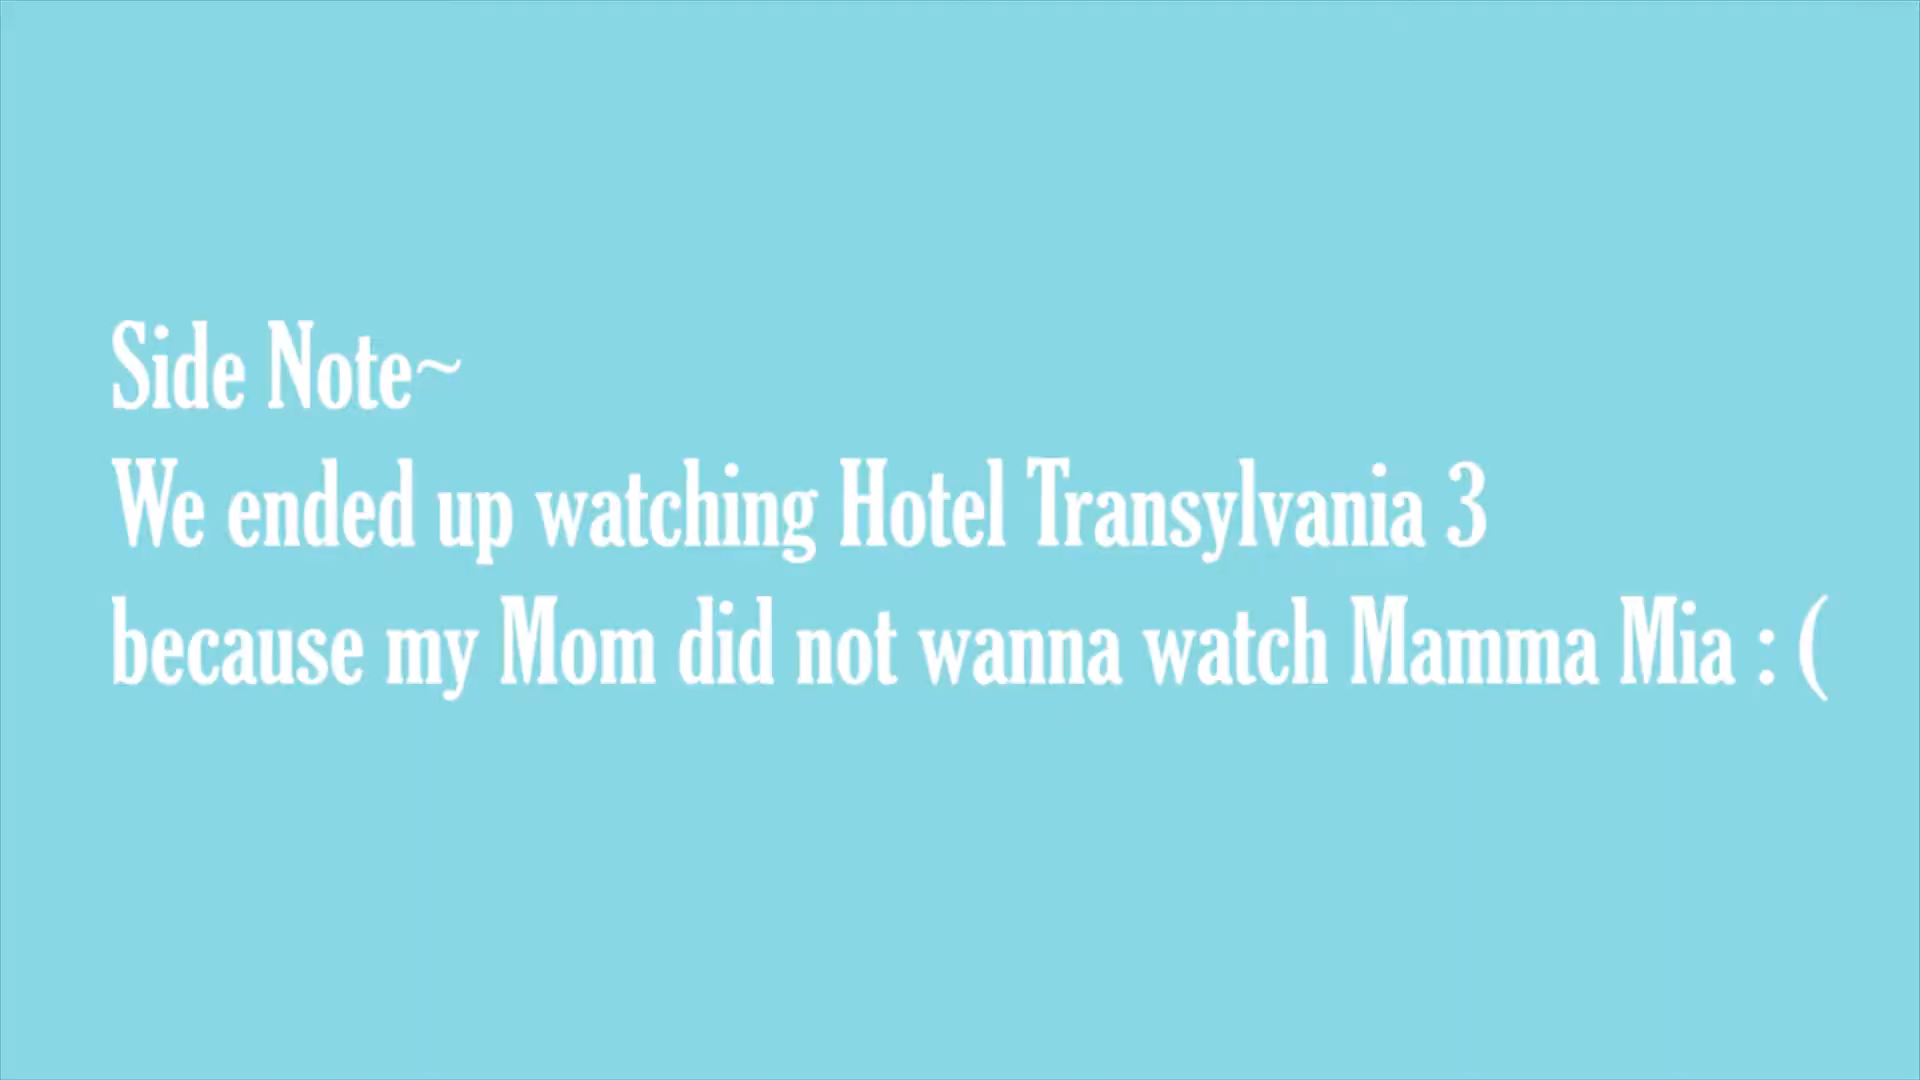 Side Note~
We ended up watching Hotel Transylvania 3
because my Mom did not wanna watch Mamma Mia : (